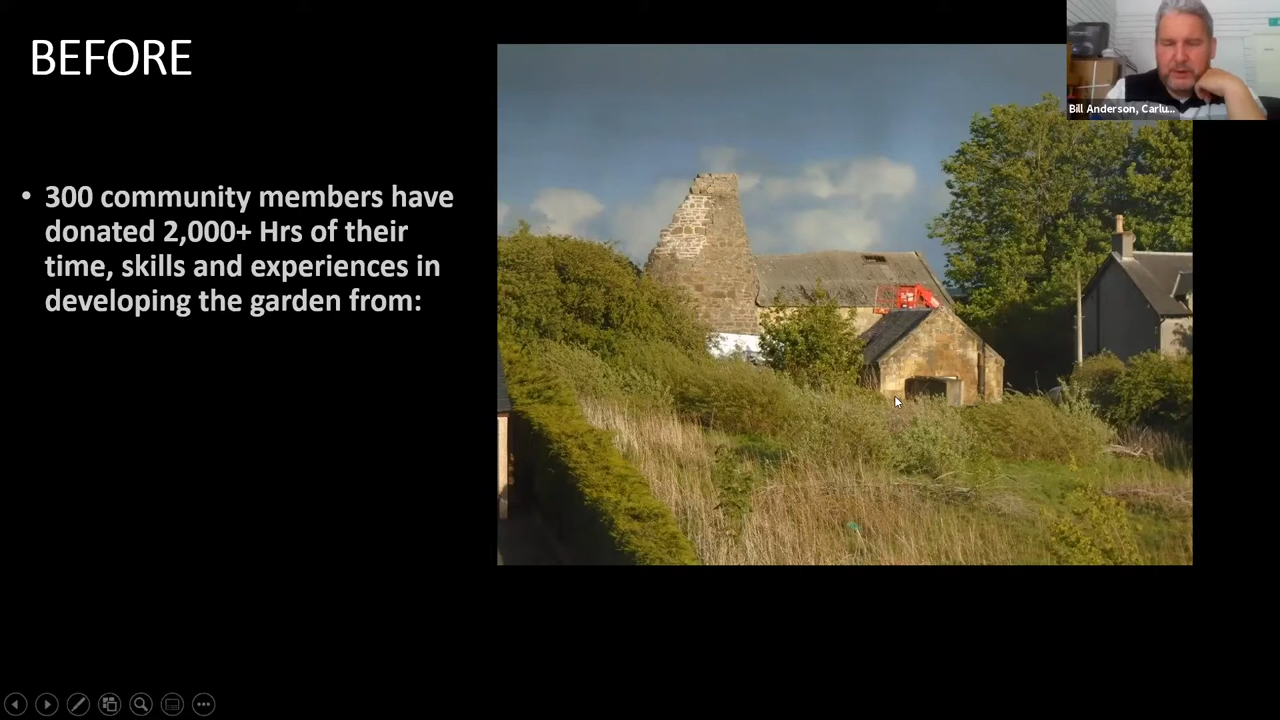 BEFORE
• 300 community members have
donated 2,000+ Hrs of their
time, skills and experiences in
developing the garden from:
Bill Anderson, Carlu...